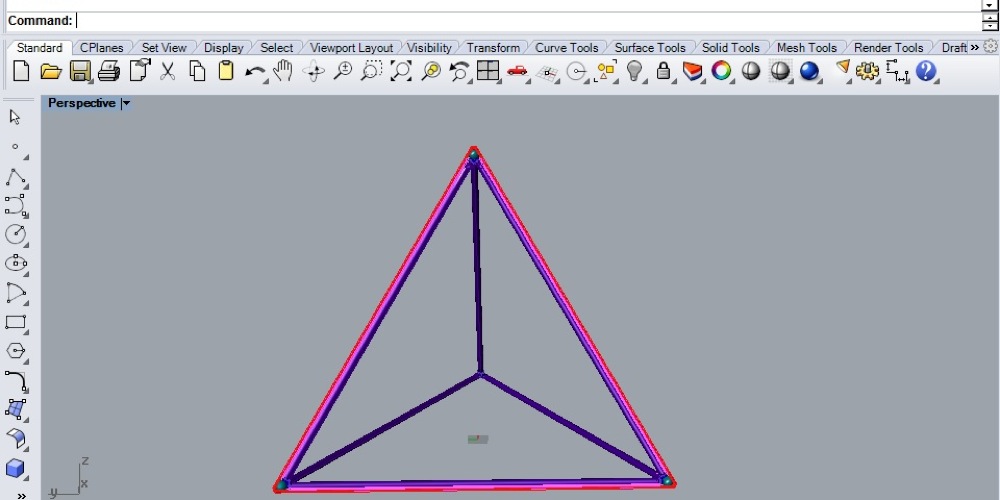 Command:
Standard CPlanes Set View Display Select Viewport Layout Visibility Transform Curve Tools Surface Tools Solid Tools Mesh Tools Render Tools Draft »
Perspective
z
x
y
»